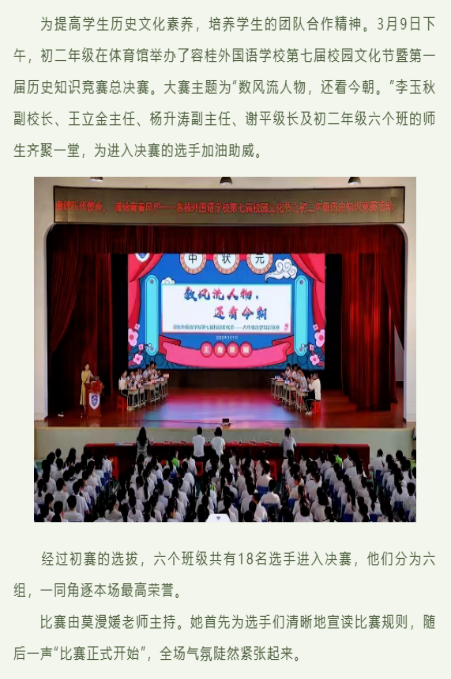 为提高学生历史文化素养，培养学生的团队合作精神。3月9日下
午，初二年级在体育馆举办了容桂外国语学校第七届校园文化节暨第一
届历史知识竞赛总决赛。大赛主题为“数风流人物，还看今朝。”李玉秋
副校长、王立金主任、杨升涛副主任、谢平级长及初二年级六个班的师
生齐聚一堂，为进入决赛的选手加油助威。
中状元
数风流人物，
还看今朝
经过初赛的选拔，六个班级共有18名选手进入决赛，他们分为六
组，一同角逐本场最高荣誉。
比赛由莫漫媛老师主持。她首先为选手们清晰地宣读比赛规则，随
后一声“比赛正式开始”，全场气氛陡然紧张起来。